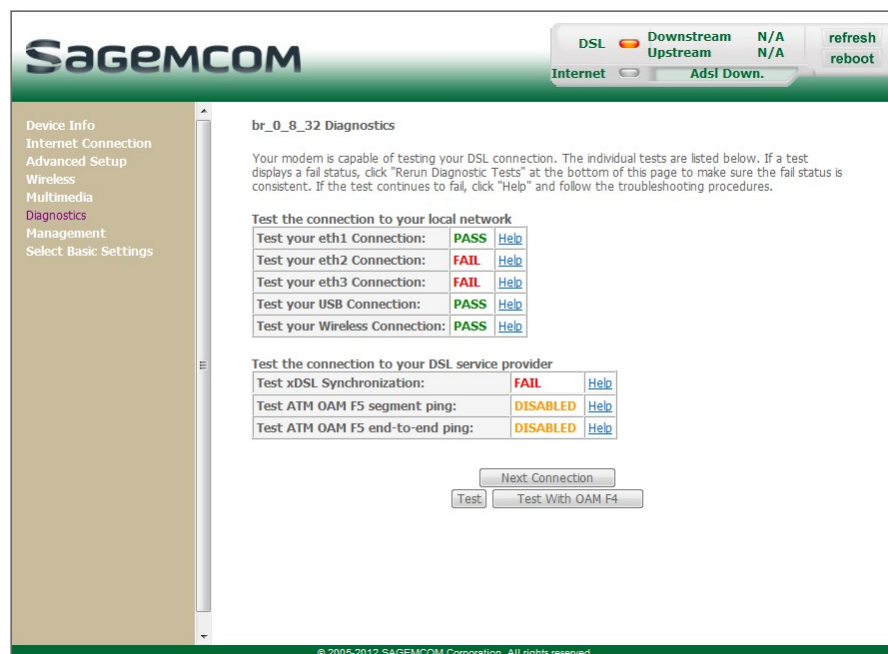 SAGEMCOM
DSL Downstream N/A
Upstream N/A
Internet Adsl Down.
refresh
reboot
Device Info
Internet Connection
Advanced Setup
Wireless
Multimedia
Diagnostics
Management
Select Basic Settings
br_0_8_32 Diagnostics
Your modem is capable of testing your DSL connection. The individual tests are listed below. If a test
displays a fail status, click "Rerun Diagnostic Tests" at the bottom of this page to make sure the fail status is
consistent. If the test continues to fail, click "Help" and follow the troubleshooting procedures.
Test the connection to your local network
Test your eth1 Connection: PASS Help
Test your eth2 Connection: FAIL Help
Test your eth3 Connection: FAIL Help
Test your USB Connection: PASS Help
Test your Wireless Connection: PASS Help
Test the connection to your DSL service provider
Test xDSL Synchronization: FAIL Help
Test ATM OAM F5 segment ping: DISABLED Help
Test ATM OAM F5 end-to-end ping: DISABLED Help
Next Connection
Test Test With OAM F4
© 2005-2012 SAGEMCOM Corporation. All rights reserved.